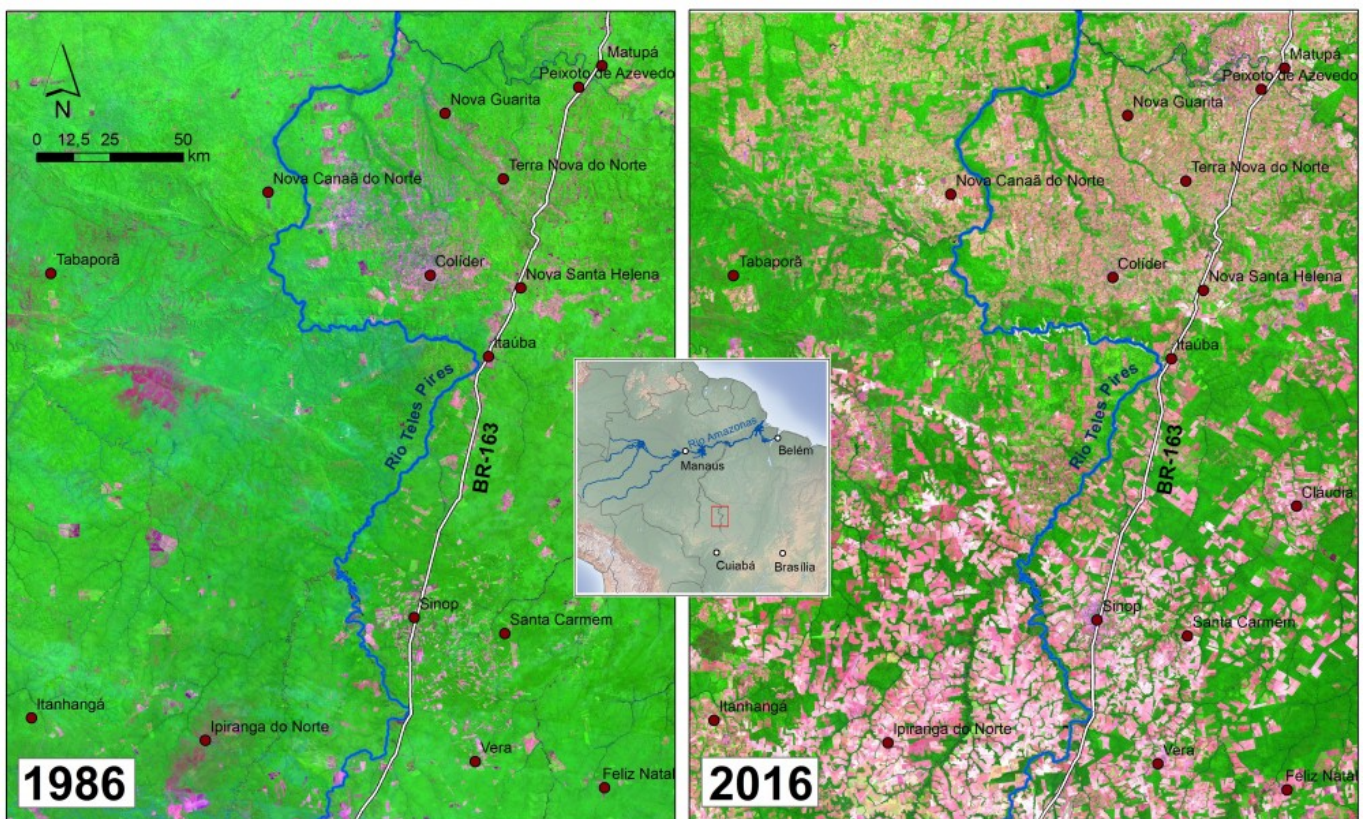 Matupá
Peixoto de Azevedo
Nova Guarita
N
0 12,5 25 50
km
Terra Nova do Norte
Nova Canaã do Norte
Tabaporã
Colíder
Nova Santa Helena
Itaúba
Rio Teles Pires
BR-163
Sinop
Santa Carmem
Itanhangá
Ipiranga do Norte
Vera
Feliz Natal
1986
Rio Amazonas
Manaus
Belém
Cuiabá
Brasília
Matupá
Peixoto de Azevedo
Nova Guarita
Terra Nova do Norte
Nova Canaã do Norte
Tabaporã
Colíder
Nova Santa Helena
Itaúba
Rio Teles Pires
BR-163
Cláudia
Sinop
Santa Carmem
Itanhangá
Ipiranga do Norte
Vera
Feliz Natal
2016